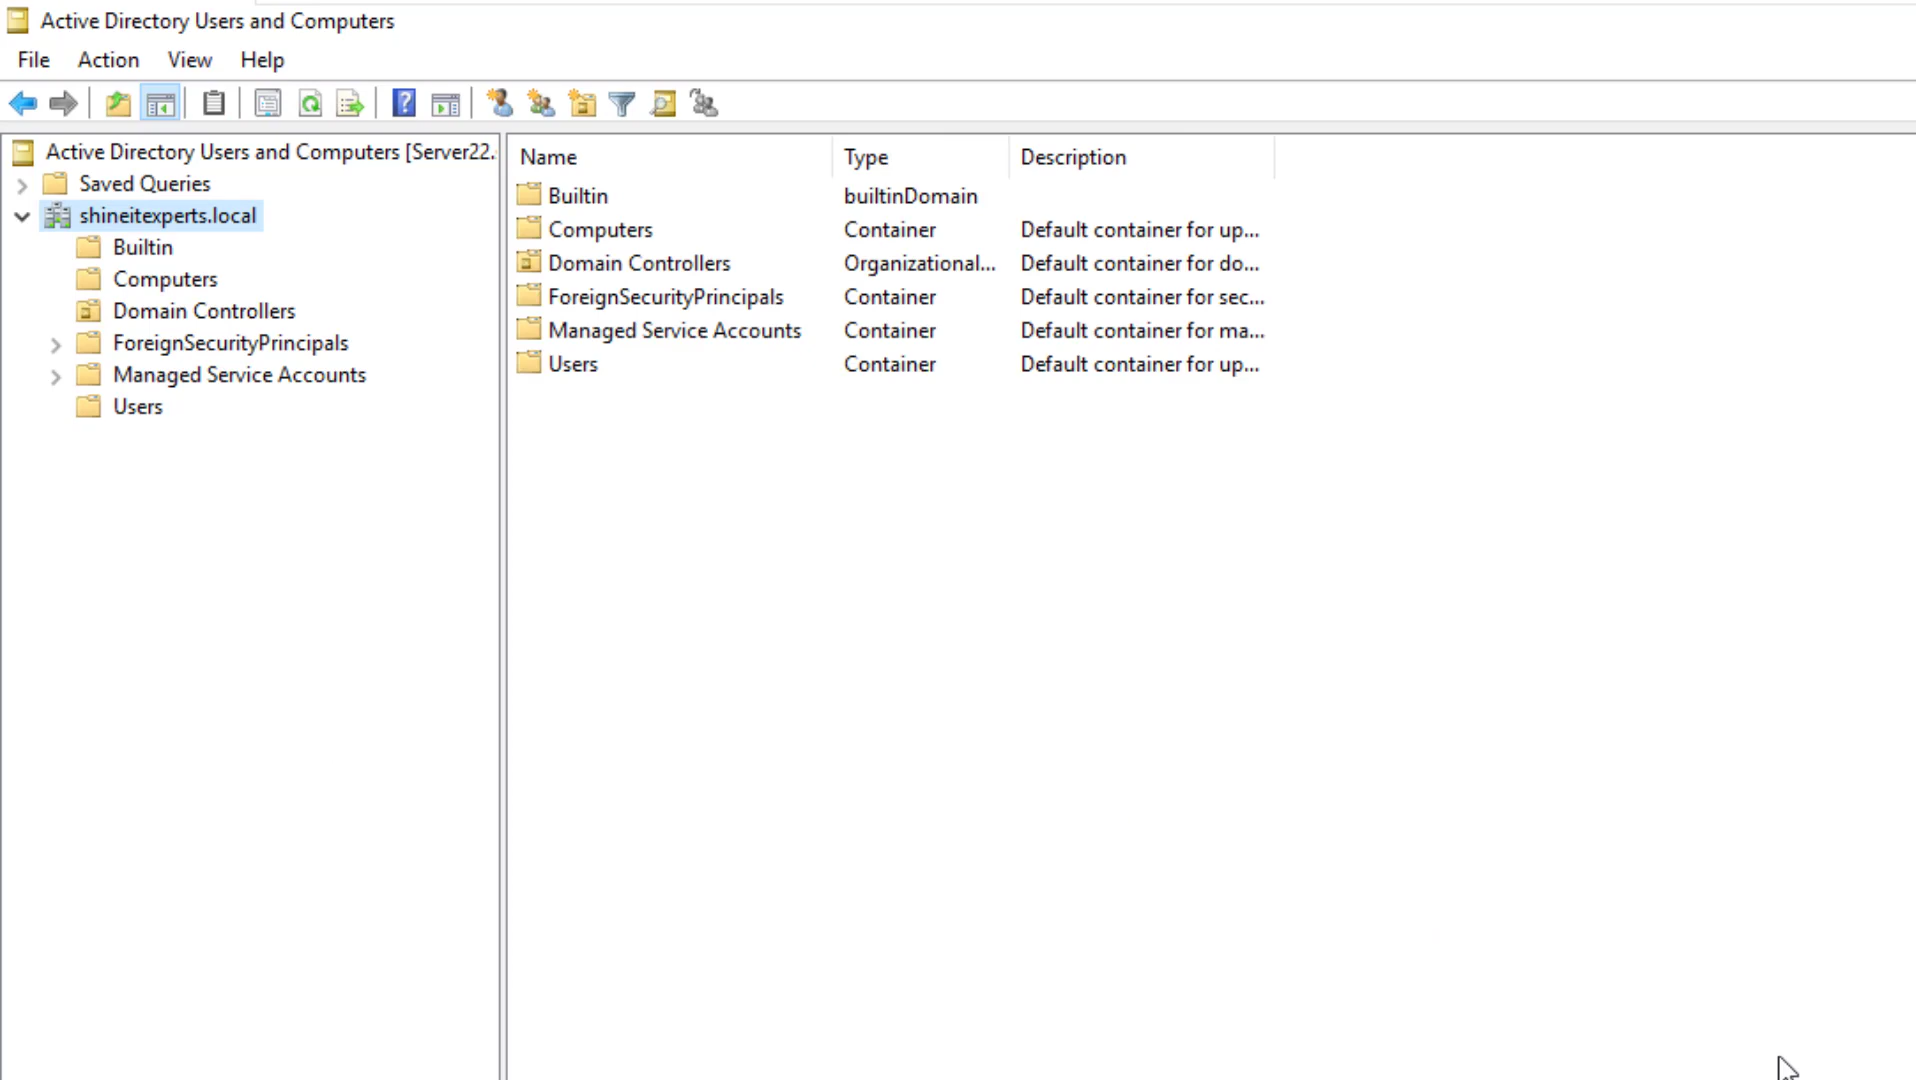 Active Directory Users and Computers
File Action View Help
Active Directory Users and Computers [Server22.
Saved Queries
shineitexperts.local
Builtin
Computers
Domain Controllers
ForeignSecurityPrincipals
Managed Service Accounts
Users
Name Type Description
Builtin builtinDomain
Computers Container Default container for up...
Domain Controllers Organizational... Default container for do...
ForeignSecurityPrincipals Container Default container for sec...
Managed Service Accounts Container Default container for ma...
Users Container Default container for up...